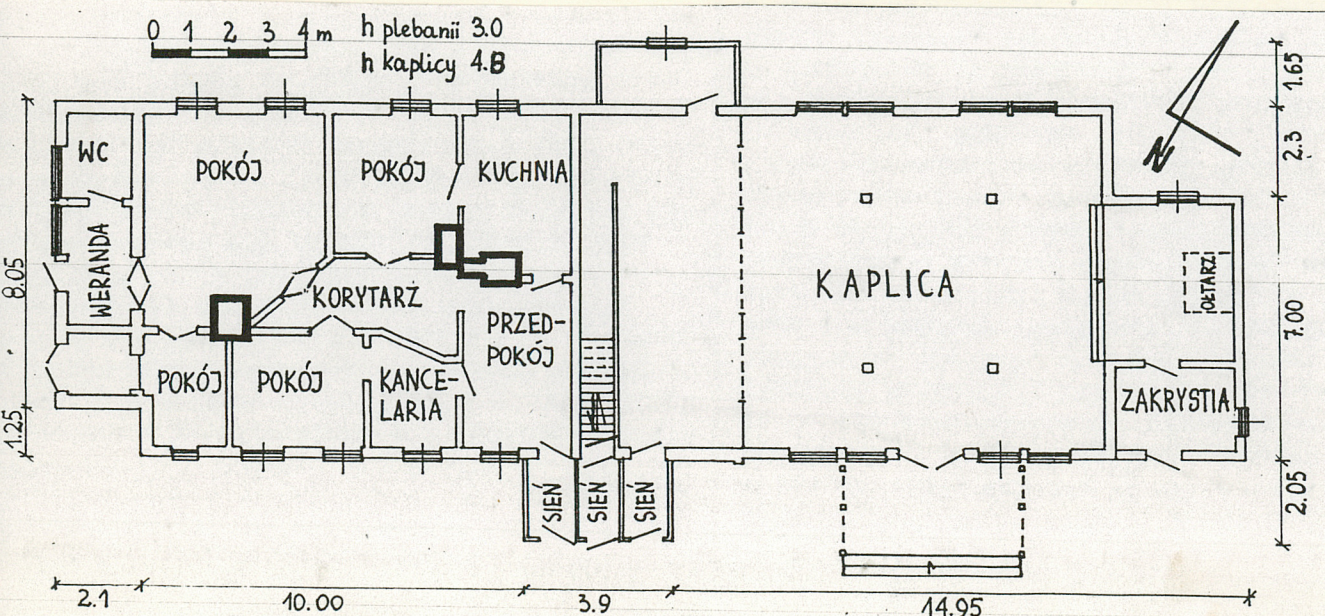 0 1 2 3 4 m
h plebanii 3.0
h kaplicy 4.8
N
1.65
2.3
7.00
2.05
8.05
1.25
WC
POKÓJ
POKÓJ
KUCHNIA
WERANDA
KORYTARZ
PRZED-
POKÓJ
POKÓJ
POKÓJ
KANCE-
LARIA
KAPLICA
OŁTARZ
ZAKRYSTIA
SIEŃ
SIEŃ
SIEŃ
2.1
10.00
3.9
14.95